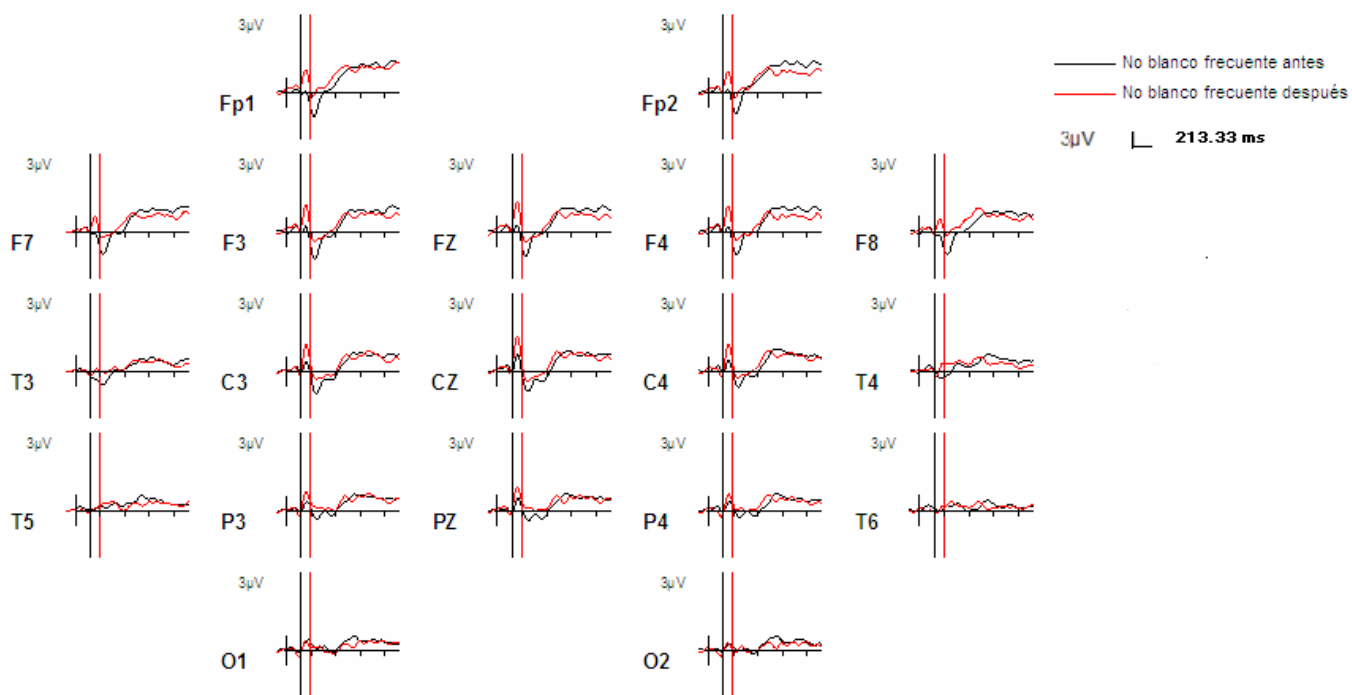 3µV
3µV
No blanco frecuente antes
No blanco frecuente después
Fp1
Fp2
3µV 213.33 ms
3µV
3µV
3µV
3µV
3µV
F7
F3
FZ
F4
F8
3µV
3µV
3µV
3µV
3µV
T3
C3
CZ
C4
T4
3µV
3µV
3µV
3µV
3µV
T5
P3
PZ
P4
T6
3µV
3µV
O1
O2